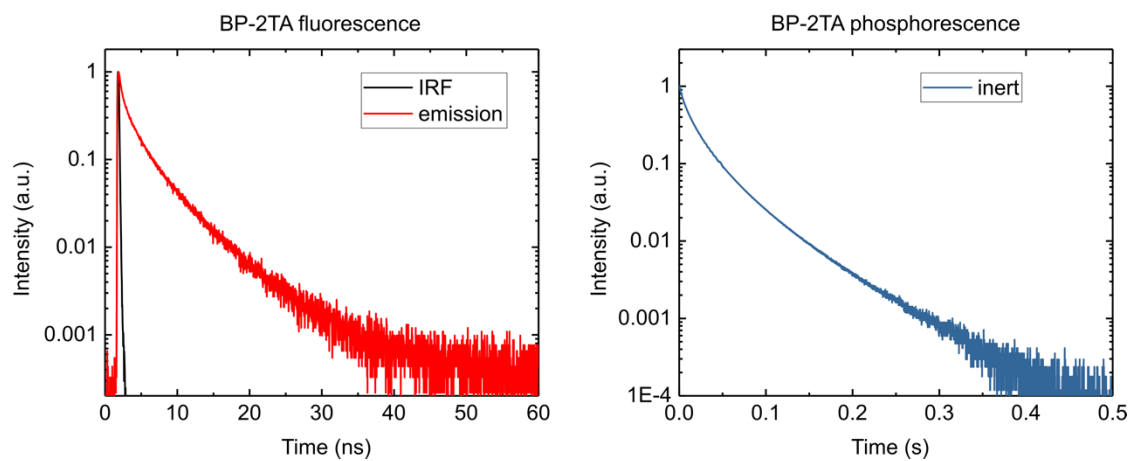 BP-2TA fluorescence
IRF
emission
1
0.1
0.01
0.001
0 10 20 30 40 50 60
Time (ns)
Intensity (a.u.)
BP-2TA phosphorescence
inert
1
0.1
0.01
0.001
1E-4
0.0 0.1 0.2 0.3 0.4 0.5
Time (s)
Intensity (a.u.)